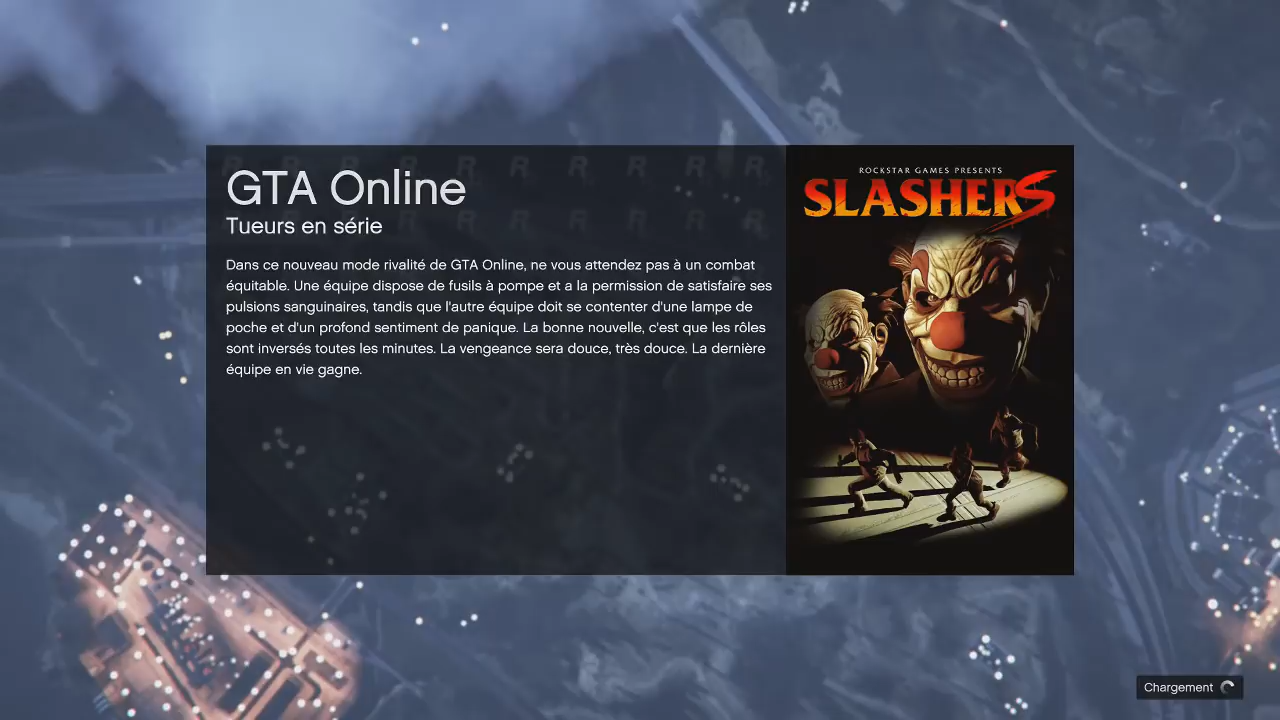 GTA Online
Tueurs en série
Dans ce nouveau mode rivalité de GTA Online, ne vous attendez pas à un combat
équitable. Une équipe dispose de fusils à pompe et a la permission de satisfaire ses
pulsions sanguinaires, tandis que l'autre équipe doit se contenter d'une lampe de
poche et d'un profond sentiment de panique. La bonne nouvelle, c'est que les rôles
sont inversés toutes les minutes. La vengeance sera douce, très douce. La dernière
équipe en vie gagne.
ROCKSTAR GAMES PRESENTS
SLASHERS
Chargement